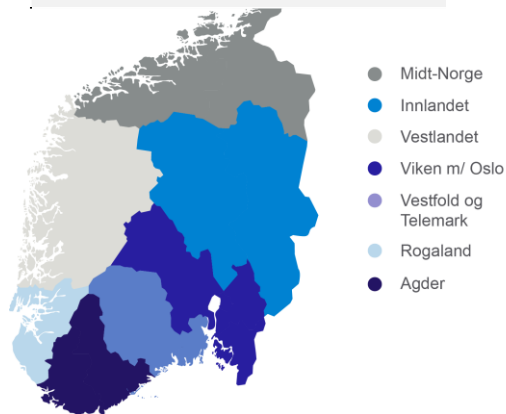 Midt-Norge
Innlandet
Vestlandet
Viken m/ Oslo
Vestfold og
Telemark
Rogaland
Agder